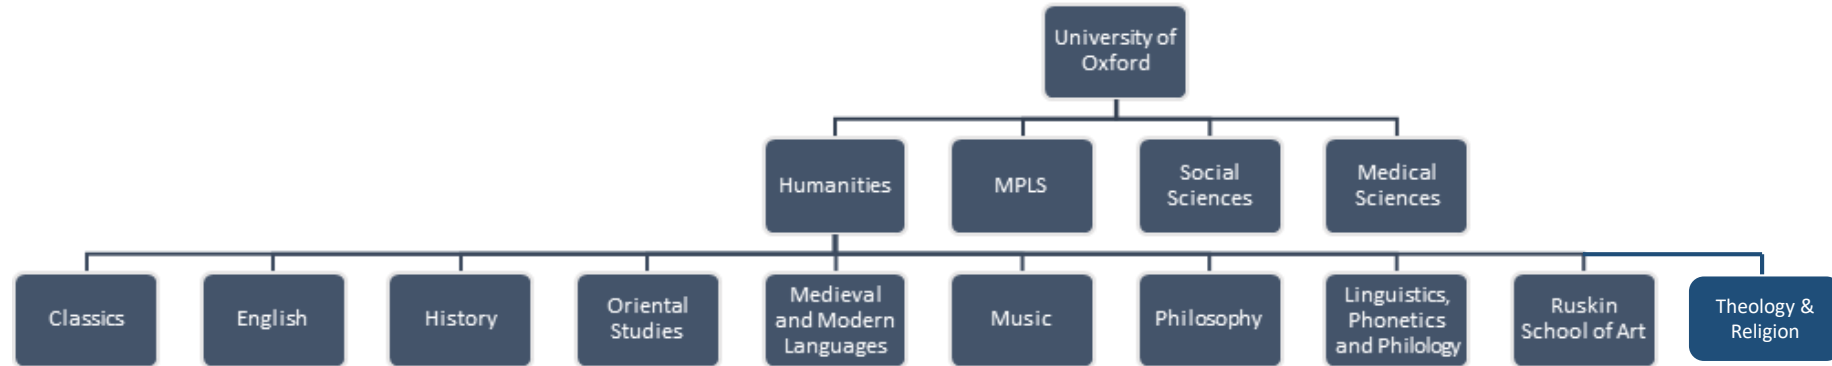 University of
Oxford
Humanities
MPLS
Social
Sciences
Medical
Sciences
Classics
English
History
Oriental
Studies
Medieval
and Modern
Languages
Music
Philosophy
Linguistics,
Phonetics
and Philology
Ruskin
School of Art
Theology &
Religion